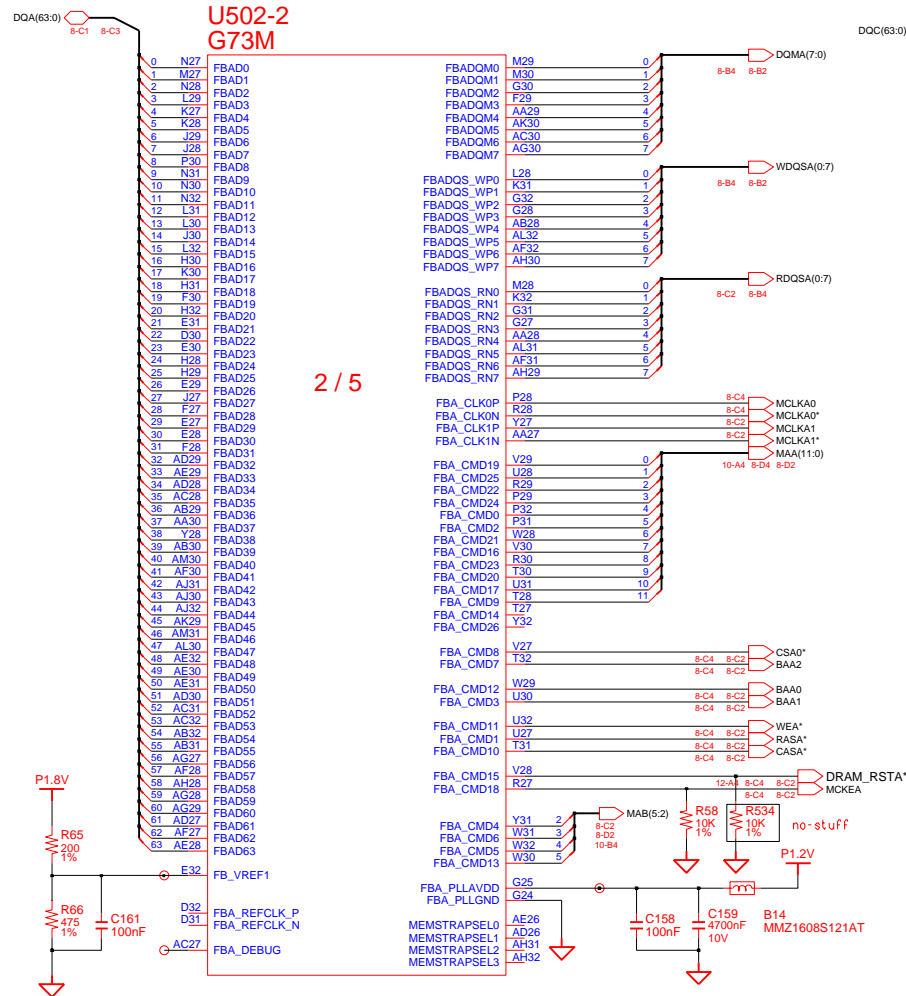 DQA(63:0)
8-C1 8-C3
U502-2
G73M
DQC(63:0)
2 / 5
0 N27 FBAD0
1 M27 FBAD1
2 N28 FBAD2
3 L29 FBAD3
4 K27 FBAD4
5 K28 FBAD5
6 J29 FBAD6
7 J28 FBAD7
8 P30 FBAD8
9 N31 FBAD9
10 N30 FBAD10
11 N32 FBAD11
12 L31 FBAD12
13 L30 FBAD13
14 J30 FBAD14
15 L32 FBAD15
16 H30 FBAD16
17 K30 FBAD17
18 H31 FBAD18
19 F30 FBAD19
20 H32 FBAD20
21 E31 FBAD21
22 D30 FBAD22
23 E30 FBAD23
24 H28 FBAD24
25 H29 FBAD25
26 E29 FBAD26
27 J27 FBAD27
28 F27 FBAD28
29 E27 FBAD29
30 E28 FBAD30
31 F28 FBAD31
32 AD29 FBAD32
33 AE29 FBAD33
34 AD28 FBAD34
35 AC28 FBAD35
36 AB29 FBAD36
37 AA30 FBAD37
38 Y28 FBAD38
39 AB30 FBAD39
40 AM30 FBAD40
41 AF30 FBAD41
42 AJ31 FBAD42
43 AJ30 FBAD43
44 AJ32 FBAD44
45 AK29 FBAD45
46 AM31 FBAD46
47 AL30 FBAD47
48 AE32 FBAD48
49 AE30 FBAD49
50 AE31 FBAD50
51 AD30 FBAD51
52 AC31 FBAD52
53 AC32 FBAD53
54 AB32 FBAD54
55 AB31 FBAD55
56 AG27 FBAD56
57 AF28 FBAD57
58 AH28 FBAD58
59 AG28 FBAD59
60 AG29 FBAD60
61 AD27 FBAD61
62 AF27 FBAD62
63 AE28 FBAD63
E32 FB_VREF1
D32 FBA_REFCLK_P
D31 FBA_REFCLK_N
AC27 FBA_DEBUG
P1.8V
R65
200
1%
R66
475
1%
C161
100nF
FBADQM0 M29 0
FBADQM1 M30 1
FBADQM2 G30 2
FBADQM3 F29 3
FBADQM4 AA29 4
FBADQM5 AK30 5
FBADQM6 AC30 6
FBADQM7 AG30 7
DQMA(7:0)
8-B4 8-B2
FBADQS_WP0 L28 0
FBADQS_WP1 K31 1
FBADQS_WP2 G32 2
FBADQS_WP3 G28 3
FBADQS_WP4 AB28 4
FBADQS_WP5 AL32 5
FBADQS_WP6 AF32 6
FBADQS_WP7 AH30 7
WDQSA(0:7)
8-B4 8-B2
FBADQS_RN0 M28 0
FBADQS_RN1 K32 1
FBADQS_RN2 G31 2
FBADQS_RN3 G27 3
FBADQS_RN4 AA28 4
FBADQS_RN5 AL31 5
FBADQS_RN6 AF31 6
FBADQS_RN7 AH29 7
RDQSA(0:7)
8-C2 8-B4
FBA_CLK0P P28 8-C4 MCLKA0
FBA_CLK0N R28 8-C4 MCLKA0*
FBA_CLK1P Y27 8-C2 MCLKA1
FBA_CLK1N AA27 8-C2 MCLKA1*
MAA(11:0)
10-A4 8-D4 8-D2
FBA_CMD19 V29 0
FBA_CMD25 U28 1
FBA_CMD22 R29 2
FBA_CMD24 P29 3
FBA_CMD0 P32 4
FBA_CMD2 P31 5
FBA_CMD21 W28 6
FBA_CMD16 V30 7
FBA_CMD23 R30 8
FBA_CMD20 T30 9
FBA_CMD17 U31 10
FBA_CMD9 T28 11
FBA_CMD14 T27
FBA_CMD26 Y32
FBA_CMD8 V27 CSA0*
FBA_CMD7 T32 8-C4 8-C2 BAA2
8-C4 8-C2
FBA_CMD12 W29 BAA0
FBA_CMD3 U30 8-C4 8-C2 BAA1
8-C4 8-C2
FBA_CMD11 U32 WEA*
FBA_CMD1 U27 8-C4 8-C2 RASA*
FBA_CMD10 T31 8-C4 8-C2 CASA*
8-C4 8-C2
FBA_CMD15 V28 DRAM_RSTA*
FBA_CMD18 R27 12-A4 8-C4 8-C2 MCKEA
8-C4 8-C2
FBA_CMD4 Y31 2
FBA_CMD6 W31 3
FBA_CMD5 W32 4
FBA_CMD13 W30 5
MAB(5:2)
8-C2
8-D2
10-B4
R58
10K
1%
R534
10K
1%
no-stuff
P1.2V
FBA_PLLAVDD G25
FBA_PLLGND G24
MEMSTRAPSEL0 AE26
MEMSTRAPSEL1 AD26
MEMSTRAPSEL2 AH31
MEMSTRAPSEL3 AH32
C158
100nF
C159
4700nF
10V
B14
MMZ1608S121AT